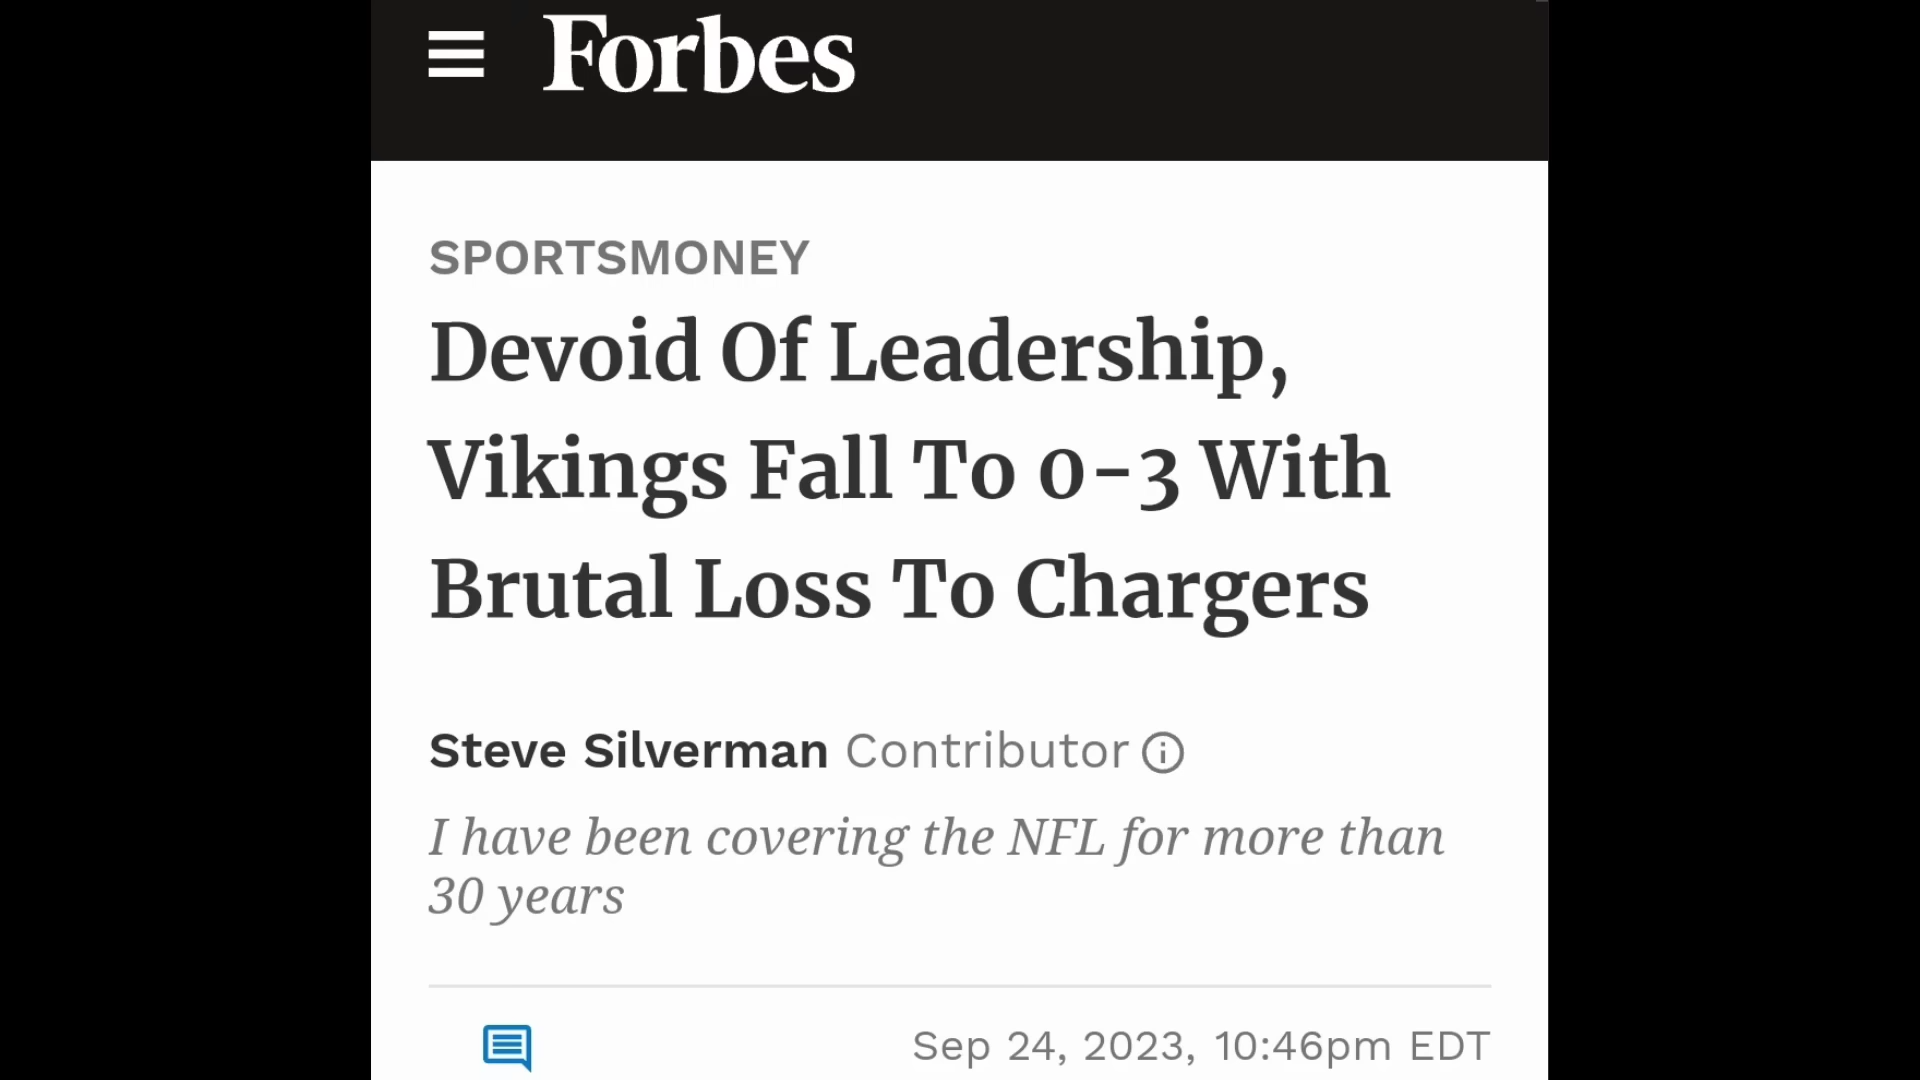 Forbes
SPORTSMONEY
Devoid Of Leadership,
Vikings Fall To 0-3 With
Brutal Loss To Chargers
Steve Silverman Contributor
I have been covering the NFL for more than
30 years
Sep 24, 2023, 10:46pm EDT